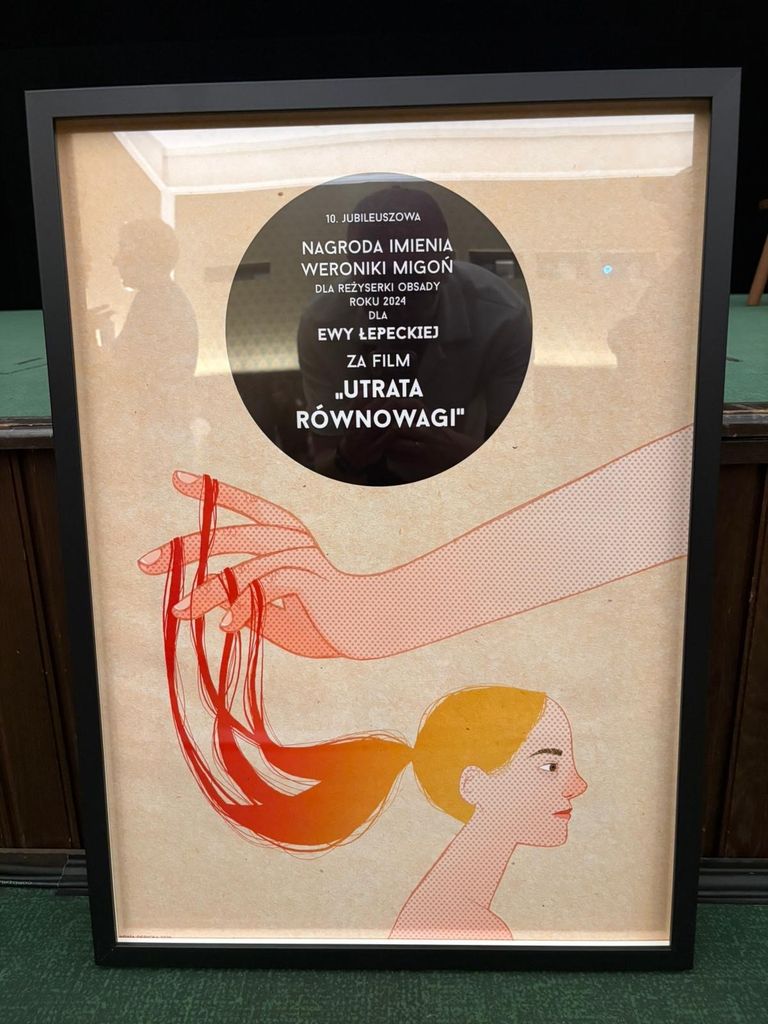 10. JUBILEUSZOWA
NAGRODA IMIENIA
WERONIKI MIGOŃ
DLA REŻYSERKI OBSADY
ROKU 2024
DLA
EWY ŁEPECKIEJ
ZA FILM
„UTRATA
RÓWNOWAGI"